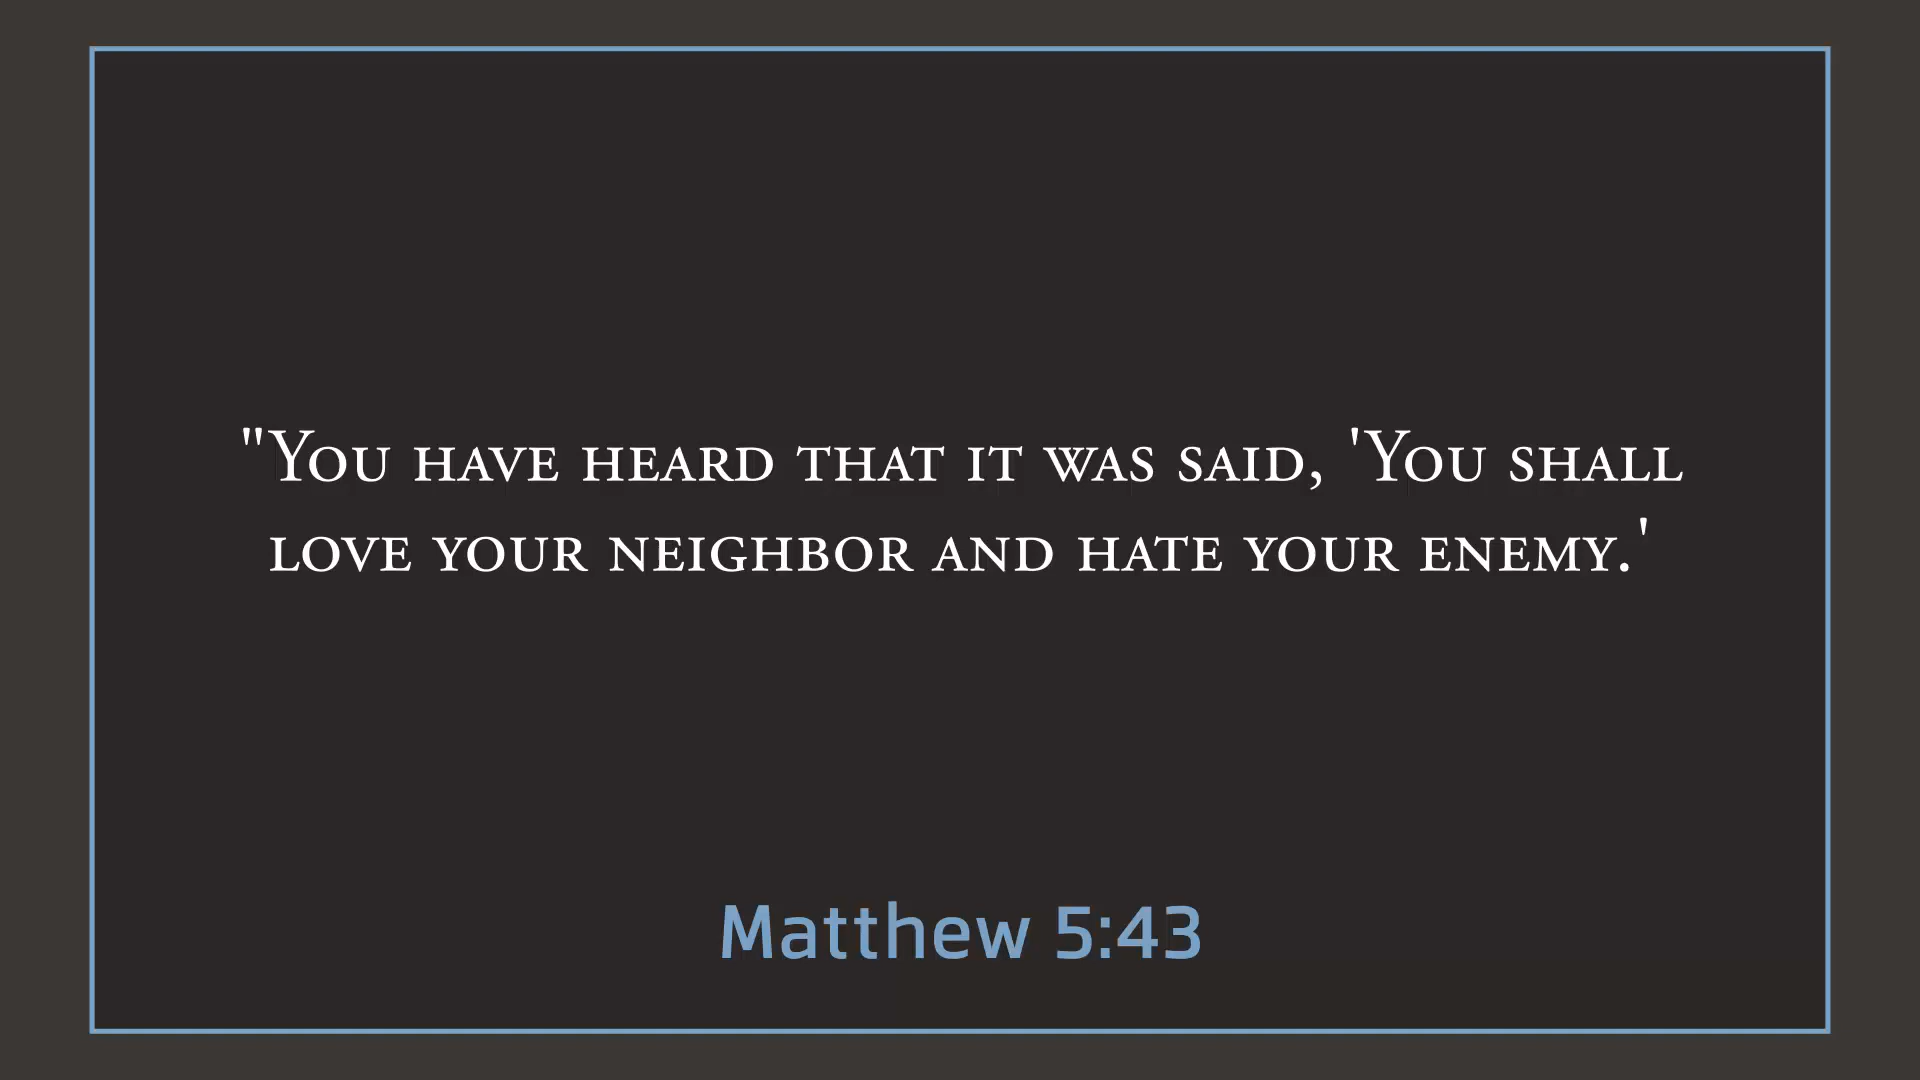 "You have heard that it was said, 'You shall
love your neighbor and hate your enemy.'
Matthew 5:43